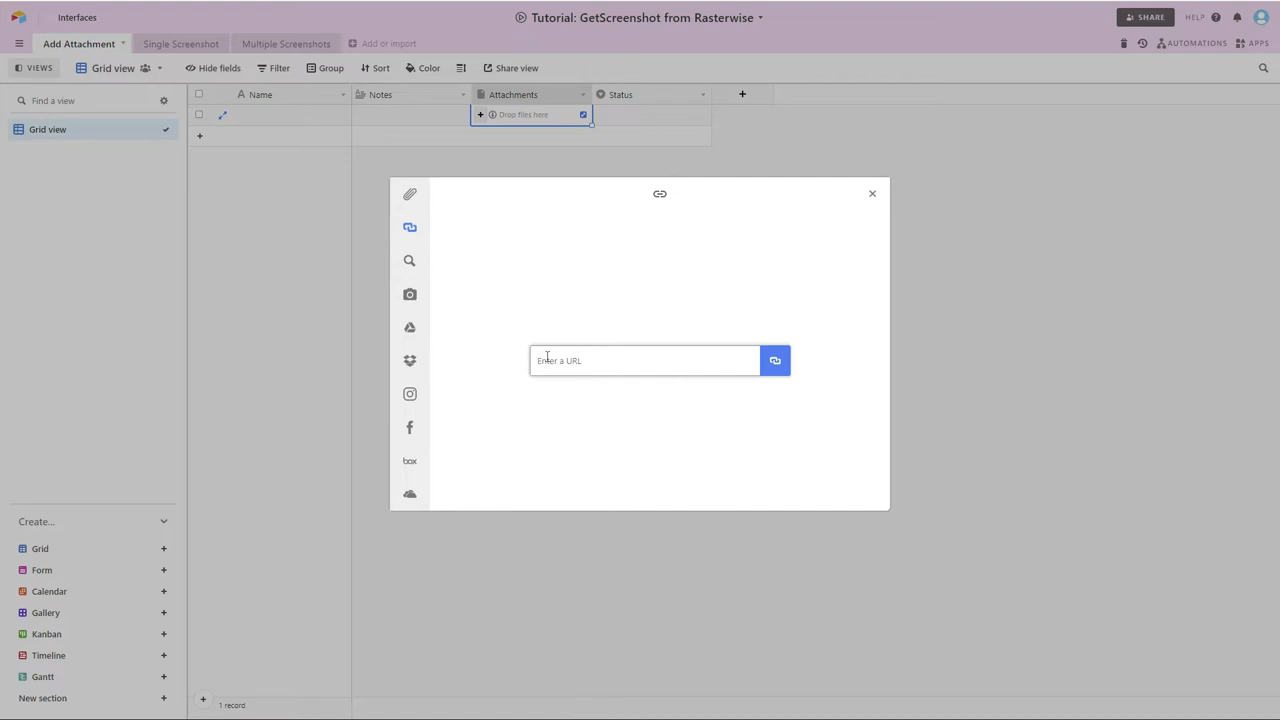 Interfaces
Tutorial: GetScreenshot from Rasterwise
SHARE
HELP
Add Attachment
Single Screenshot
Multiple Screenshots
Add or import
AUTOMATIONS
APPS
VIEWS
Grid view
Hide fields
Filter
Group
Sort
Color
Share view
Find a view
Grid view
Name
Notes
Attachments
Status
Drop files here
Enter a URL
box
Create...
Grid
Form
Calendar
Gallery
Kanban
Timeline
Gantt
New section
1 record